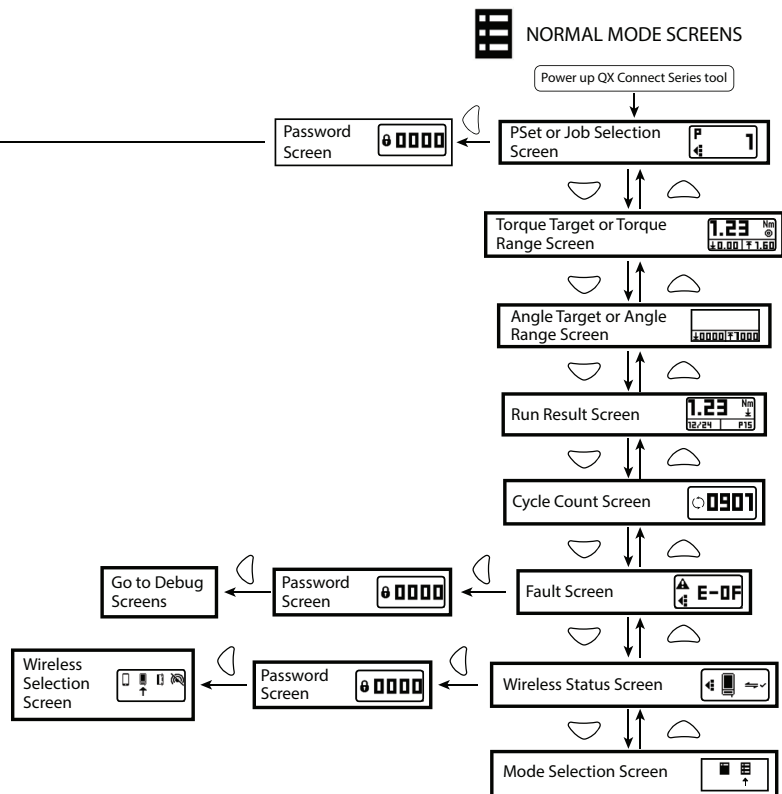 NORMAL MODE SCREENS
Power up QX Connect Series tool
Password
Screen
0000
PSet or Job Selection
Screen
P
1
Torque Target or Torque
Range Screen
1.23 Nm
0.00 1.60
Angle Target or Angle
Range Screen
0000 1000
Run Result Screen
1.23 Nm
12/24 P15
Cycle Count Screen
0907
Go to Debug
Screens
Password
Screen
0000
Fault Screen
E-0F
Wireless
Selection
Screen
Password
Screen
0000
Wireless Status Screen
Mode Selection Screen